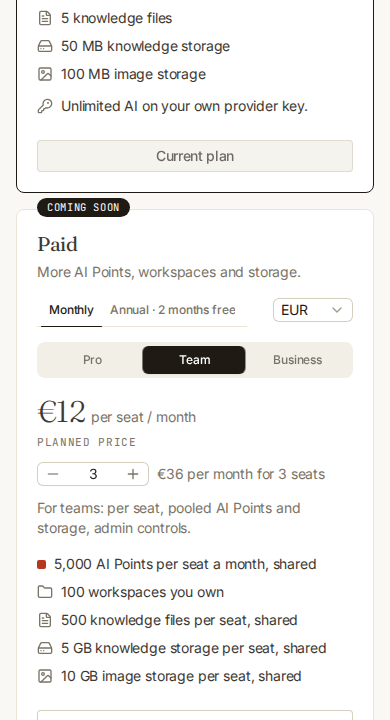 5 knowledge files
50 MB knowledge storage
100 MB image storage
Unlimited AI on your own provider key.
Current plan
COMING SOON
Paid
More AI Points, workspaces and storage.
Monthly Annual · 2 months free EUR
Pro Team Business
€12 per seat / month
PLANNED PRICE
− 3 + €36 per month for 3 seats
For teams: per seat, pooled AI Points and
storage, admin controls.
5,000 AI Points per seat a month, shared
100 workspaces you own
500 knowledge files per seat, shared
5 GB knowledge storage per seat, shared
10 GB image storage per seat, shared